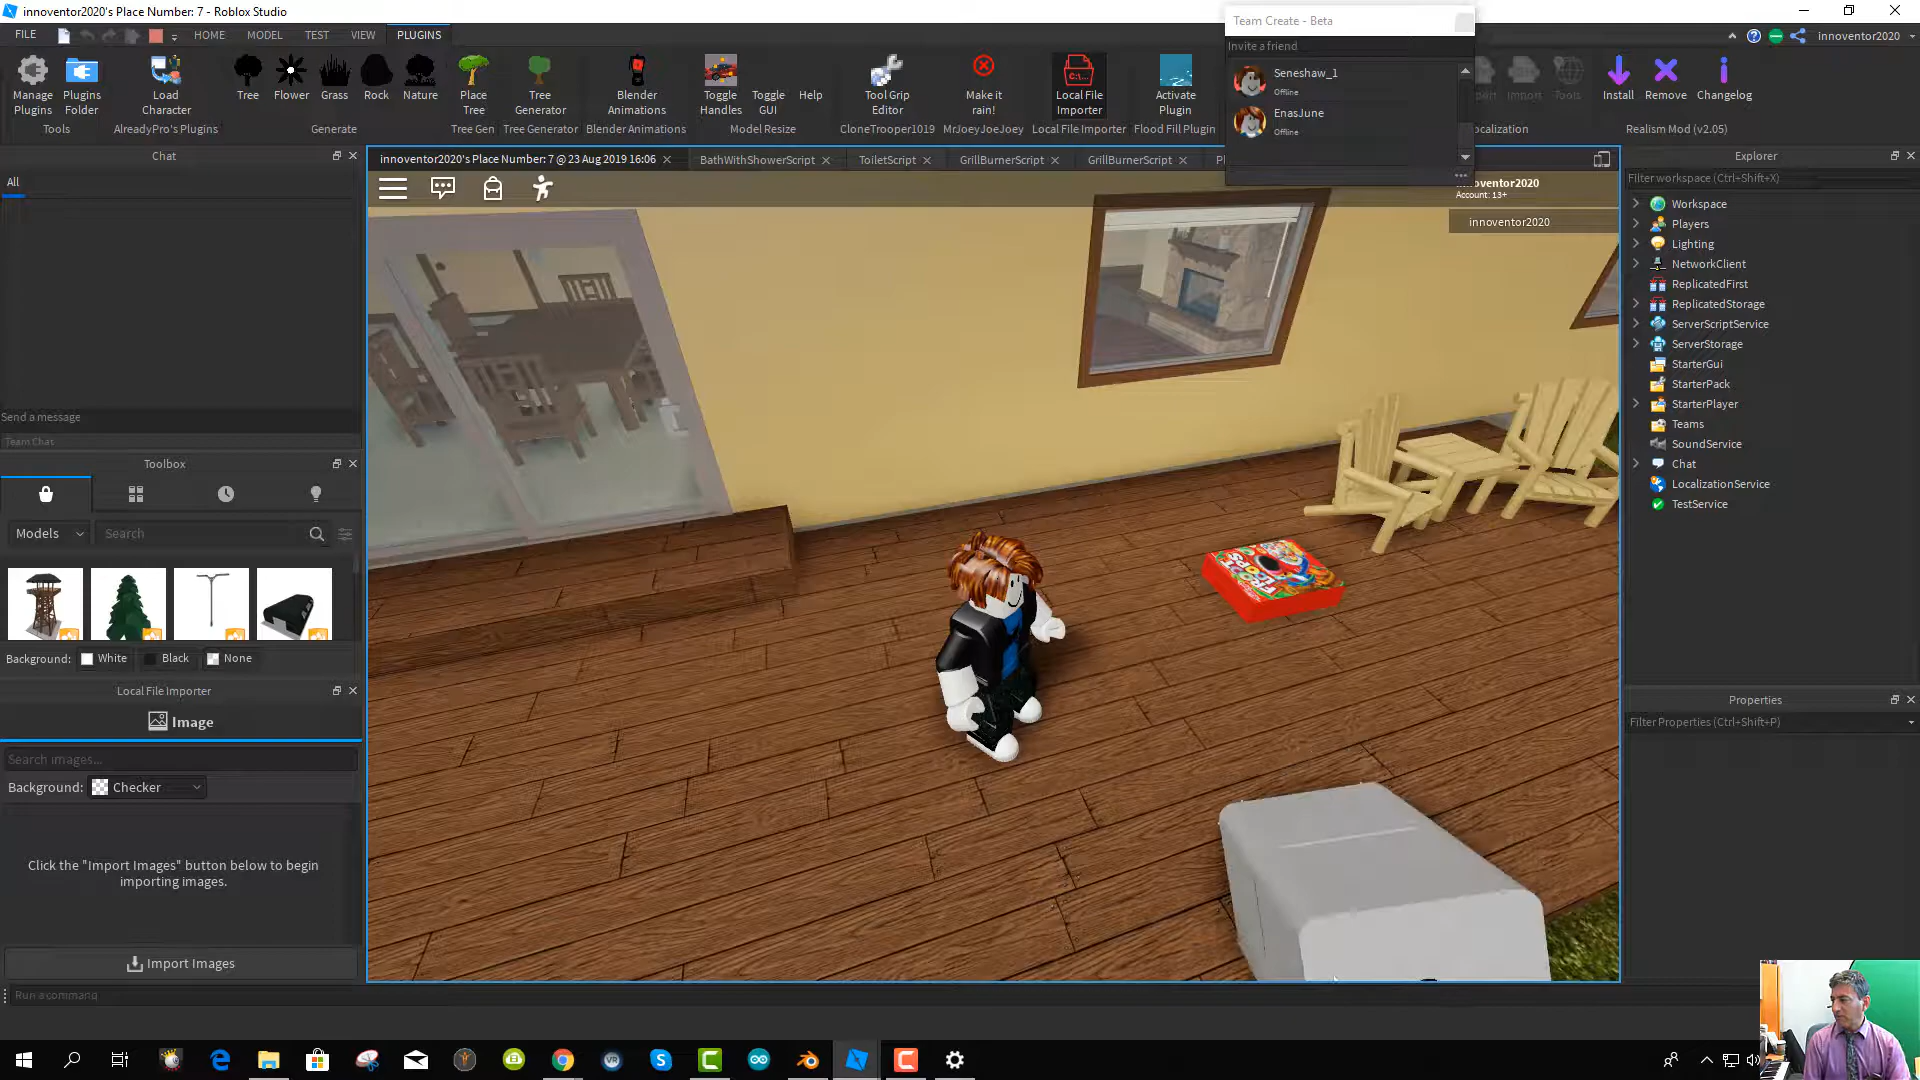 innoventor2020's Place Number: 7 - Roblox Studio
Team Create - Beta
FILE
HOME
MODEL
TEST
VIEW
PLUGINS
innoventor2020
Invite a friend
Seneshaw_1
Offline
EnasJune
Offline
Manage Plugins
Plugins Folder
Load Character
Tree
Flower
Grass
Rock
Nature
Place Tree
Tree Generator
Blender Animations
Toggle Handles
Toggle GUI
Help
Tool Grip Editor
Make it rain!
Local File Importer
Activate Plugin
Import
Tools
Install
Remove
Changelog
Tools
AlreadyPro's Plugins
Generate
Tree Gen
Tree Generator
Blender Animations
Model Resize
CloneTrooper1019
MrJoeyJoeJoey
Local File Importer
Flood Fill Plugin
Realism Mod (v2.05)
Chat
innoventor2020's Place Number: 7 @ 23 Aug 2019 16:06
BathWithShowerScript
ToiletScript
GrillBurnerScript
GrillBurnerScript
Explorer
All
innoventor2020
Account: 13+
innoventor2020
Filter workspace (Ctrl+Shift+X)
Workspace
Players
Lighting
NetworkClient
ReplicatedFirst
ReplicatedStorage
ServerScriptService
ServerStorage
StarterGui
StarterPack
StarterPlayer
Teams
SoundService
Chat
LocalizationService
TestService
Send a message
Team Chat
Toolbox
Models
Search
Background: White Black None
Local File Importer
Image
Search images...
Background: Checker
Click the "Import Images" button below to begin
importing images.
Import Images
Run a command
Properties
Filter Properties (Ctrl+Shift+P)
FROOT LOOPS